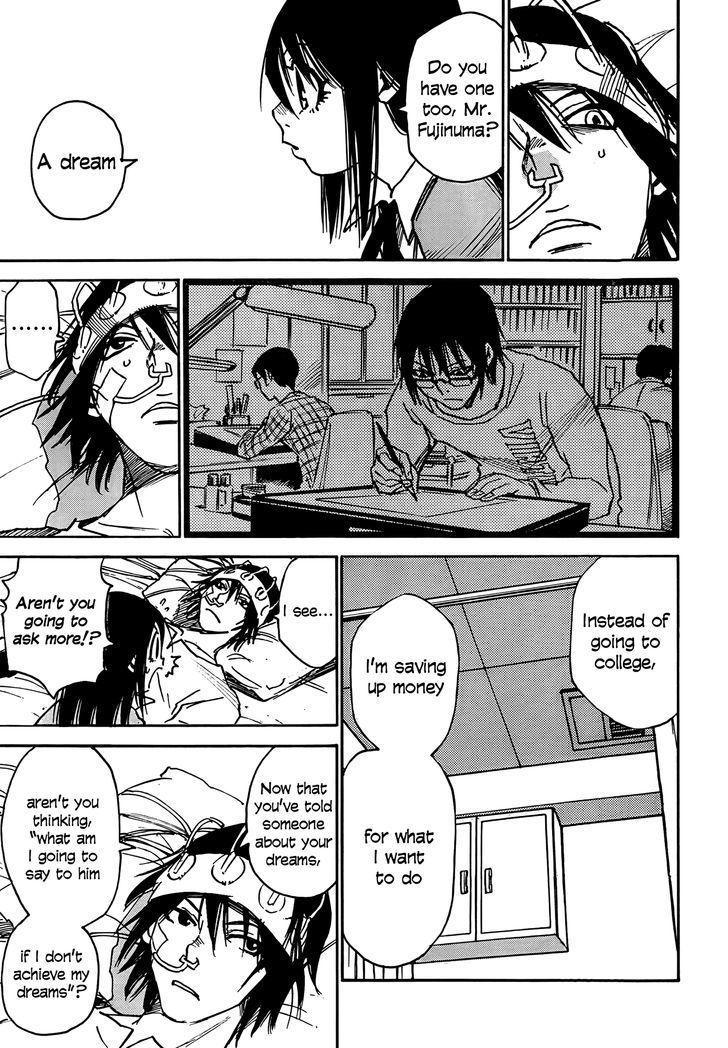 Do you
have one
too, Mr.
Fujinuma?
A dream
.......
Instead of
going to
college,
I'm saving
up money
for what
I want
to do
I see...
Aren't you
going to
ask more!?
Now that
you've told
someone
about your
dreams,
aren't you
thinking,
"what am
I going to
say to him
if I don't
achieve my
dreams"?